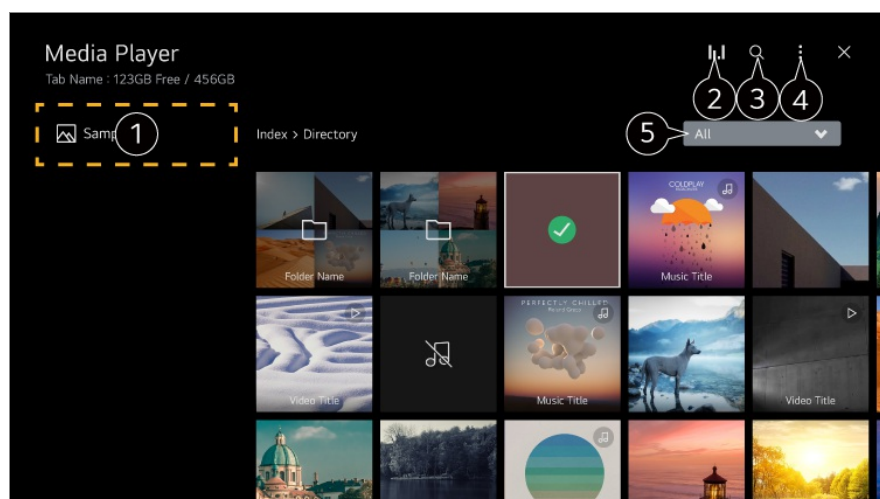 Media Player
Tab Name : 123GB Free / 456GB
2
3
4
1
Index > Directory
5
All
COLDPLAY
Folder Name
Folder Name
Music Title
PERFECTLY CHILLED
Video Title
Music Title
Video Title